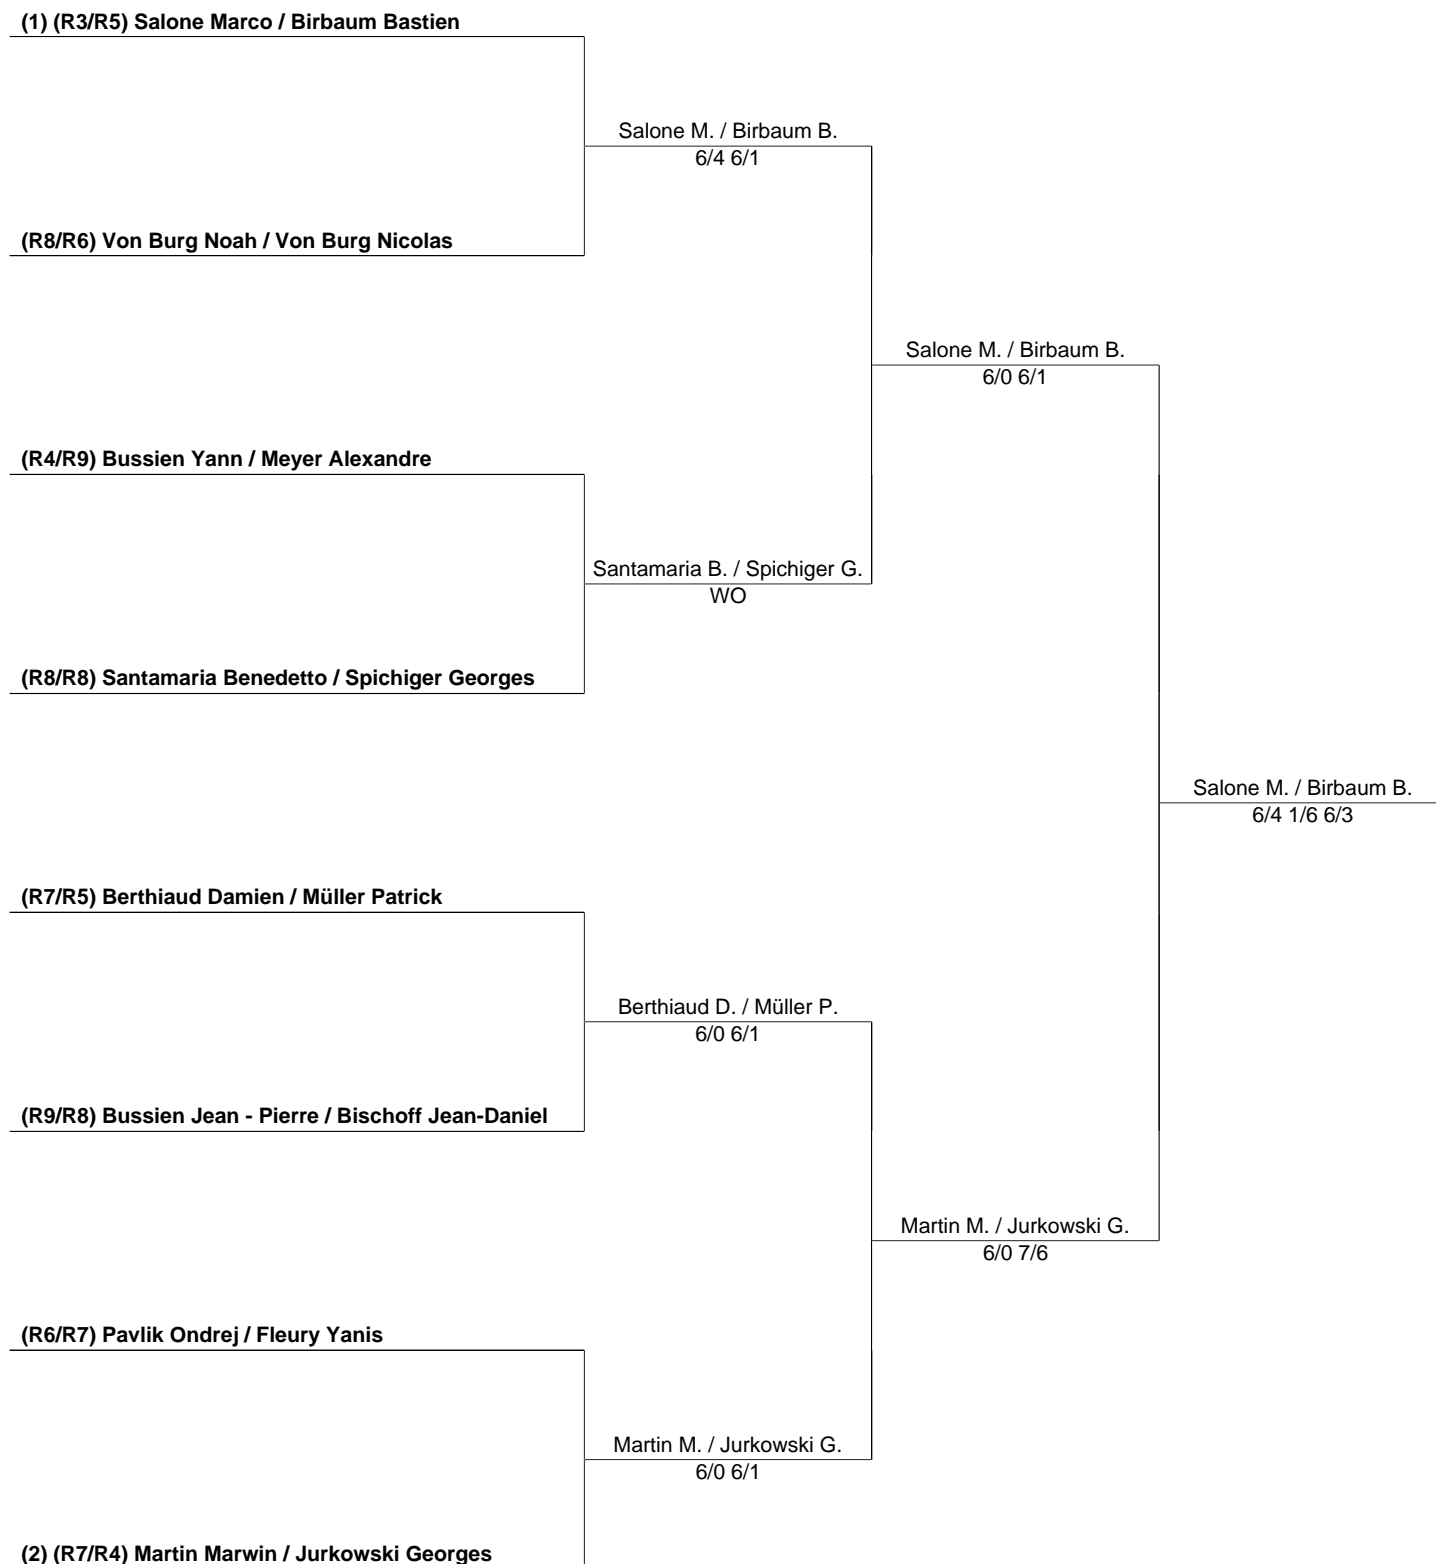 (1) (R3/R5) Salone Marco / Birbaum Bastien
Salone M. / Birbaum B.
6/4 6/1
(R8/R6) Von Burg Noah / Von Burg Nicolas
Salone M. / Birbaum B.
6/0 6/1
(R4/R9) Bussien Yann / Meyer Alexandre
Santamaria B. / Spichiger G.
WO
(R8/R8) Santamaria Benedetto / Spichiger Georges
Salone M. / Birbaum B.
6/4 1/6 6/3
(R7/R5) Berthiaud Damien / Müller Patrick
Berthiaud D. / Müller P.
6/0 6/1
(R9/R8) Bussien Jean - Pierre / Bischoff Jean-Daniel
Martin M. / Jurkowski G.
6/0 7/6
(R6/R7) Pavlik Ondrej / Fleury Yanis
Martin M. / Jurkowski G.
6/0 6/1
(2) (R7/R4) Martin Marwin / Jurkowski Georges